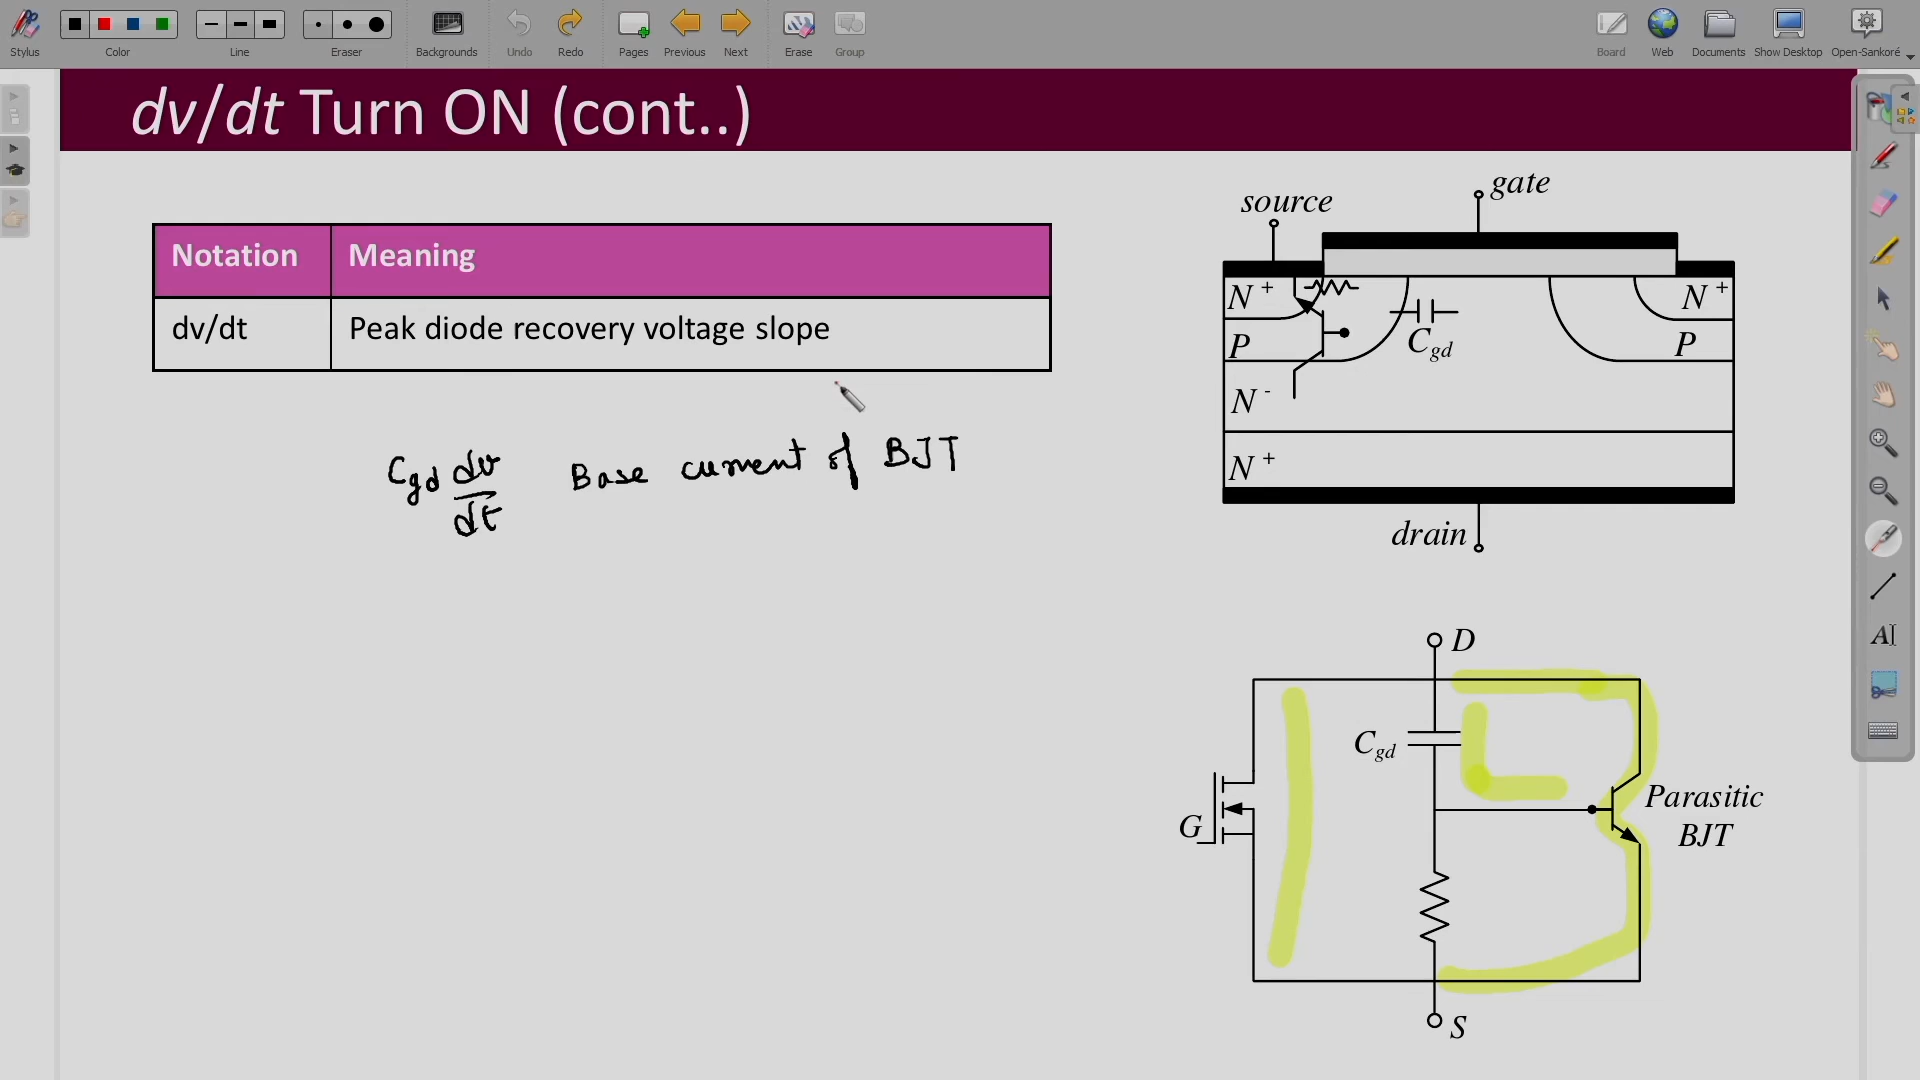 Stylus
Color
Line
Eraser
Backgrounds
Undo
Redo
Pages
Previous
Next
Erase
Group
Board
Web
Documents
Show Desktop
Open-Sankoré
dv/dt Turn ON (cont..)
Notation Meaning
dv/dt Peak diode recovery voltage slope
Cgd dv/dt Base current of BJT
source
gate
N+ N+
Cgd
P P
N-
N+
drain
D
Cgd
G
Parasitic
BJT
S
AI